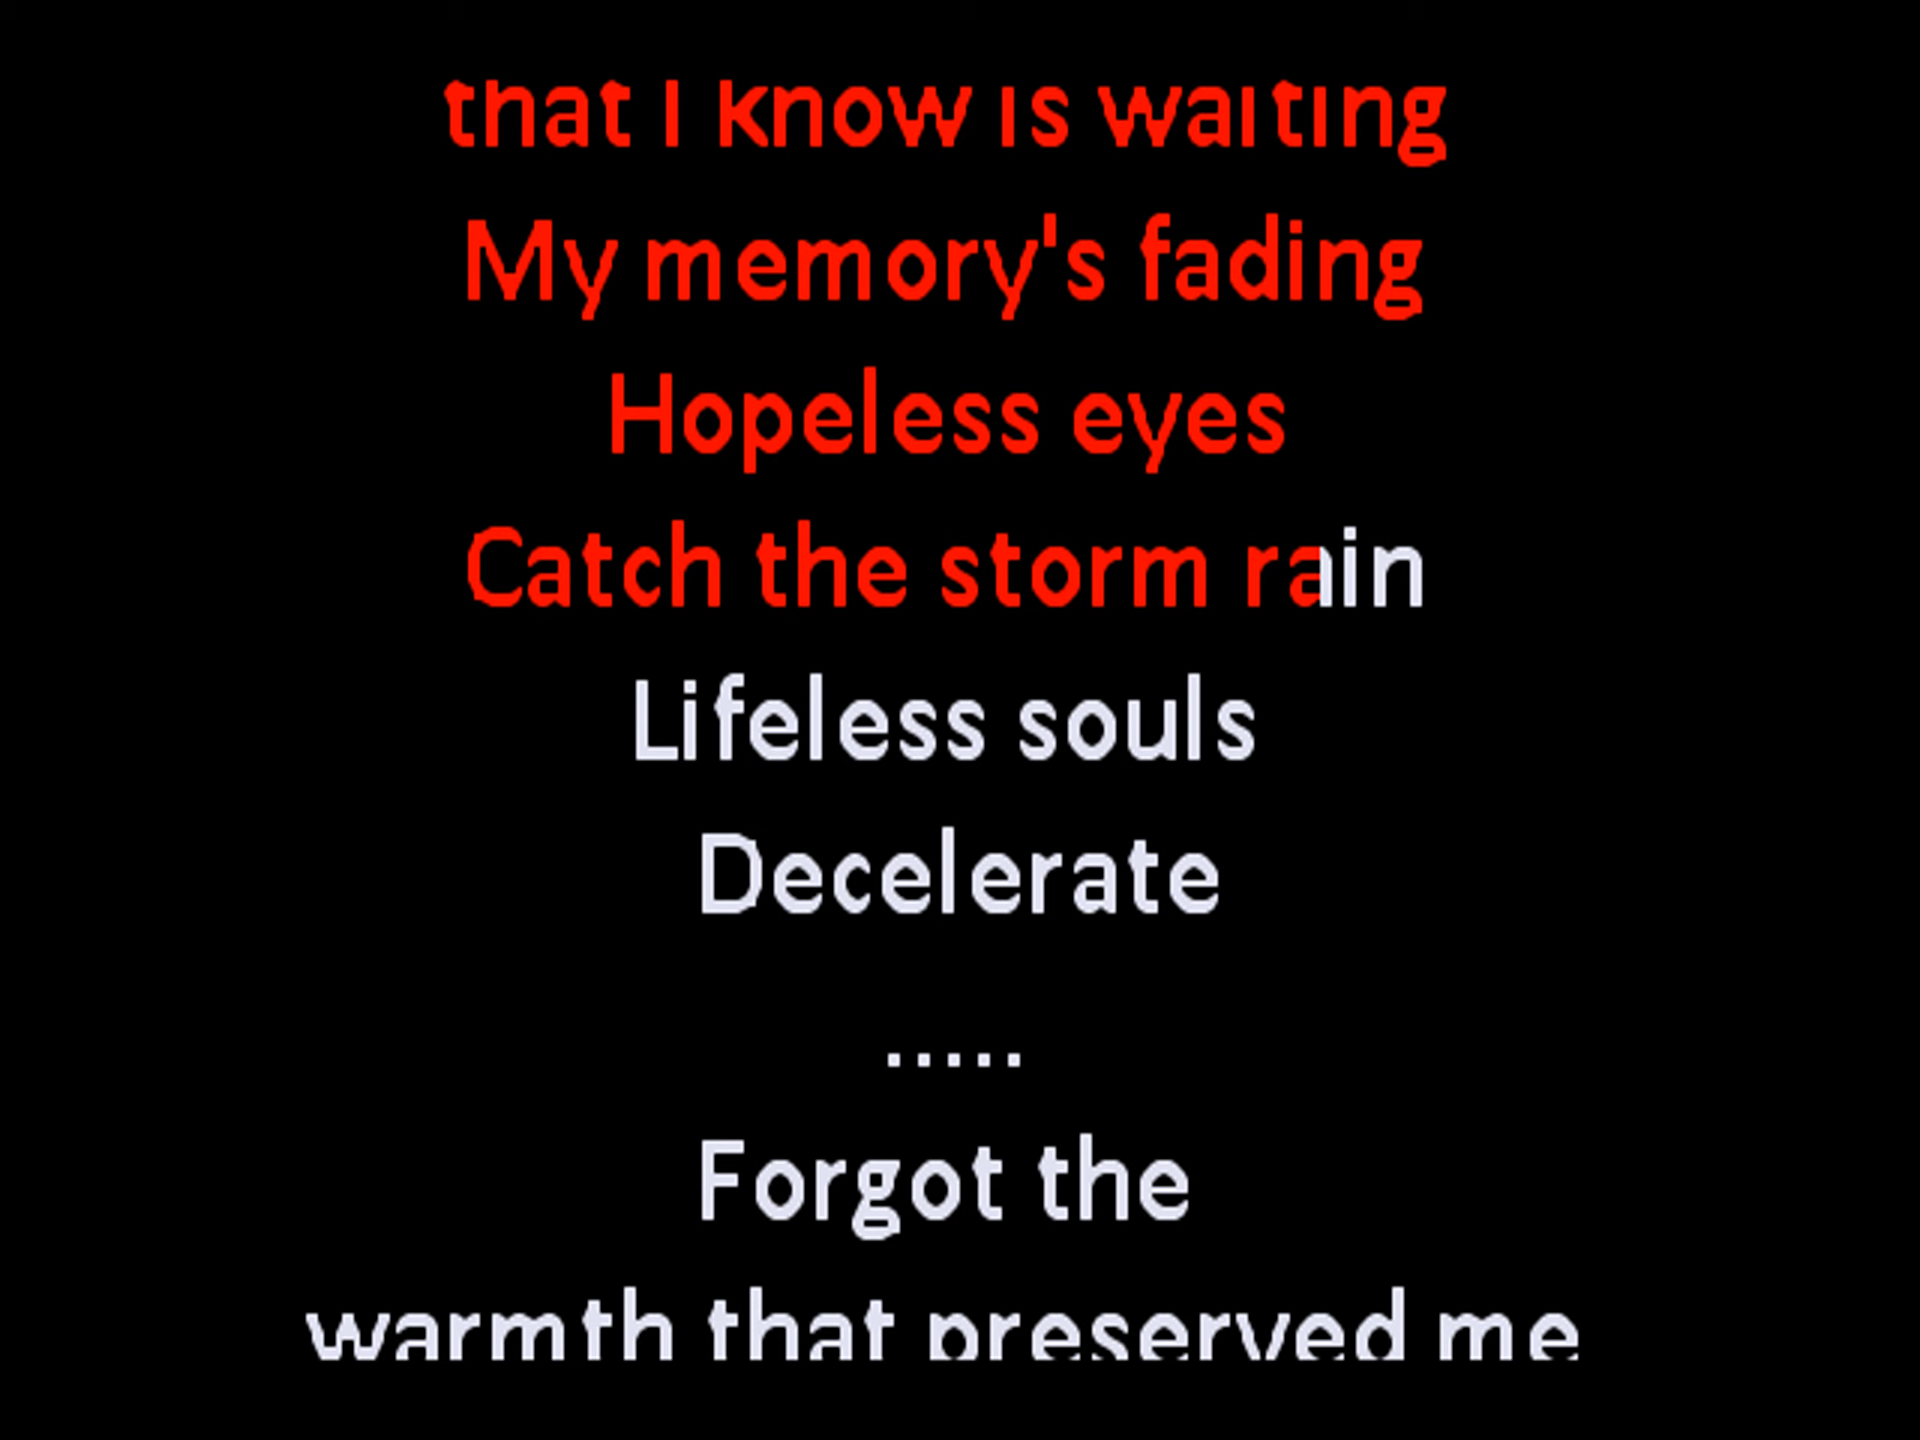 that I know is waiting
My memory's fading
Hopeless eyes
Catch the storm rain
Lifeless souls
Decelerate
.....
Forgot the
warmth that preserved me